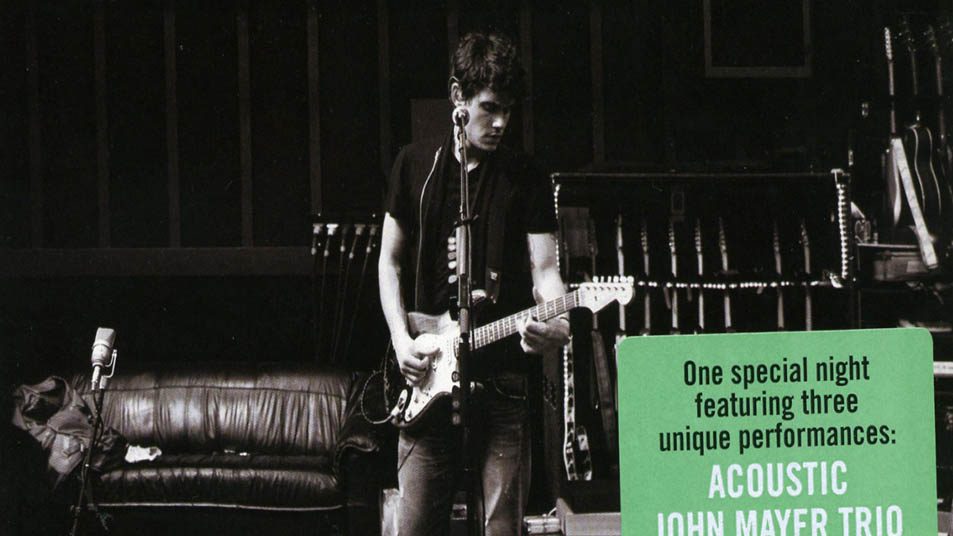 One special night
featuring three
unique performances:
ACOUSTIC
JOHN MAYER TRIO